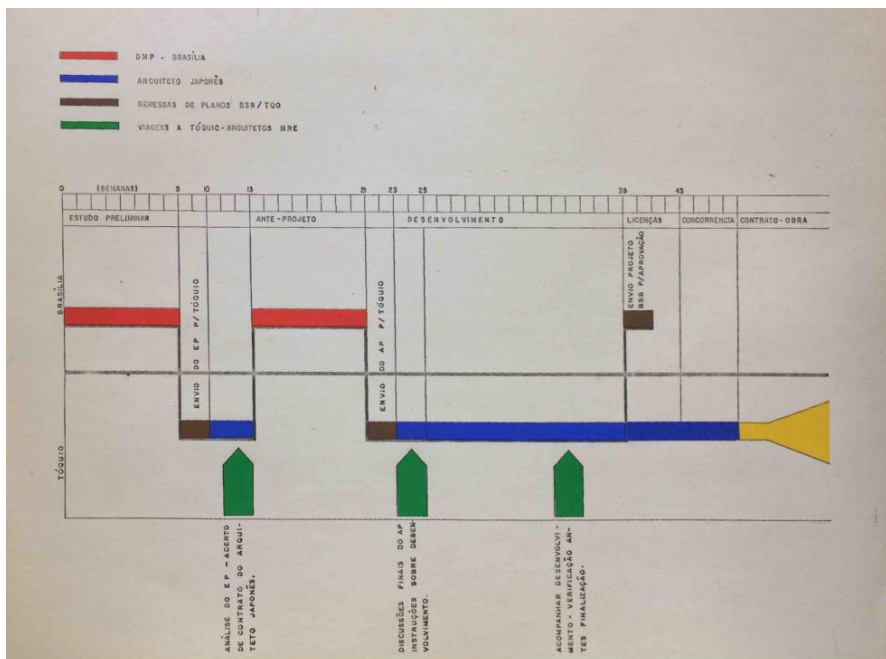 DMP - BRASÍLIA
ARQUITETO JAPONÊS
REMESSAS DE PLANOS BSB/TQO
VIAGENS A TÓQUIO-ARQUITETOS MRE
0 (SEMANAS) 8 10 13 21 23 25 39 43
ESTUDO PRELIMINAR ANTE-PROJETO DESENVOLVIMENTO LICENÇAS CONCORRÊNCIA CONTRATO-OBRA
BRASÍLIA
ENVIO DO EP P/TÓQUIO
ENVIO DO AP P/TÓQUIO
ENVIO PROJETO
BSB P/APROVAÇÃO
TÓQUIO
ANÁLISE DO EP - ACERTO
DE CONTRATO DO ARQUI-
TETO JAPONÊS.
DISCUSSÕES FINAIS DO AP
INSTRUÇÕES SOBRE DESEN-
VOLVIMENTO.
ACOMPANHAR DESENVOLVI-
MENTO - VERIFICAÇÃO AN-
TES FINALIZAÇÃO.